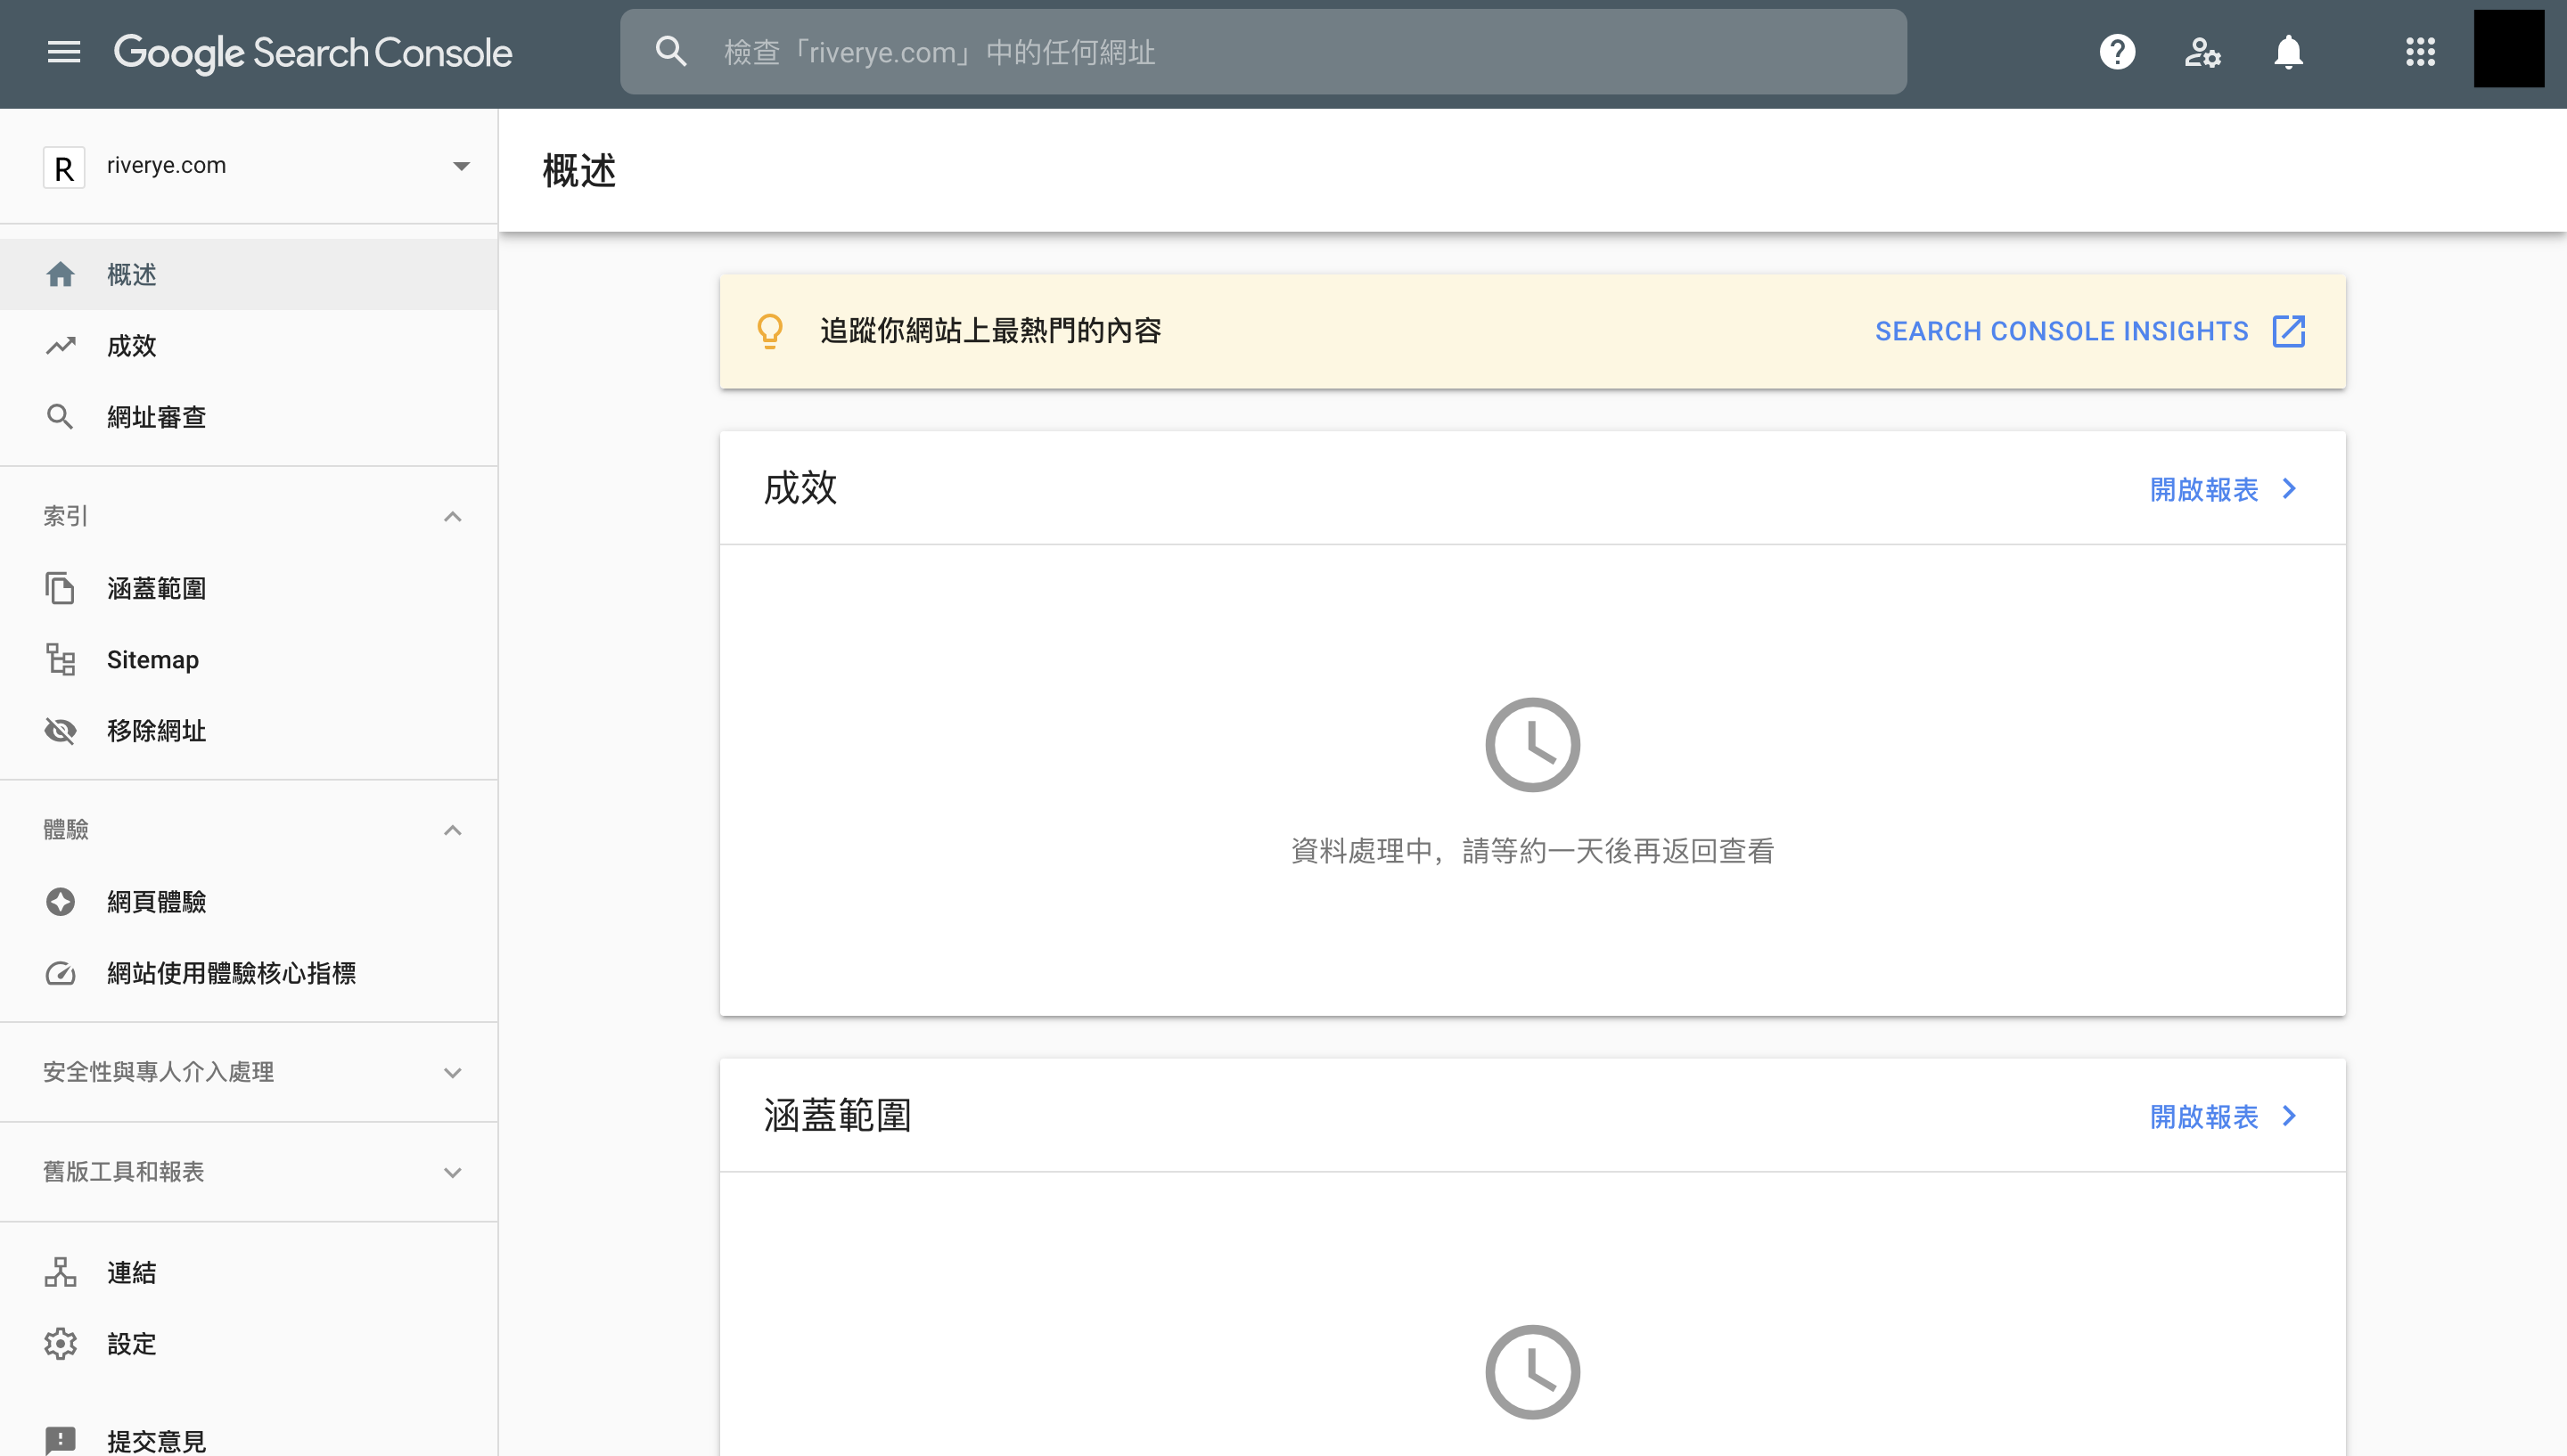 Google Search Console
檢查「riverye.com」中的任何網址
R
riverye.com
概述
成效
網址審查
索引
涵蓋範圍
Sitemap
移除網址
體驗
網頁體驗
網站使用體驗核心指標
安全性與專人介入處理
舊版工具和報表
連結
設定
提交意見
概述
追蹤你網站上最熱門的內容
SEARCH CONSOLE INSIGHTS
成效
開啟報表
資料處理中，請等約一天後再返回查看
涵蓋範圍
開啟報表